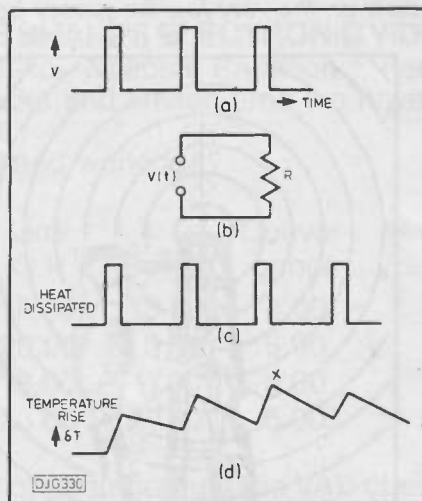 V
TIME
(a)
V(t)
R
(b)
HEAT
DISSIPATED
(c)
X
TEMPERATURE
RISE
δT
(d)
DJG330